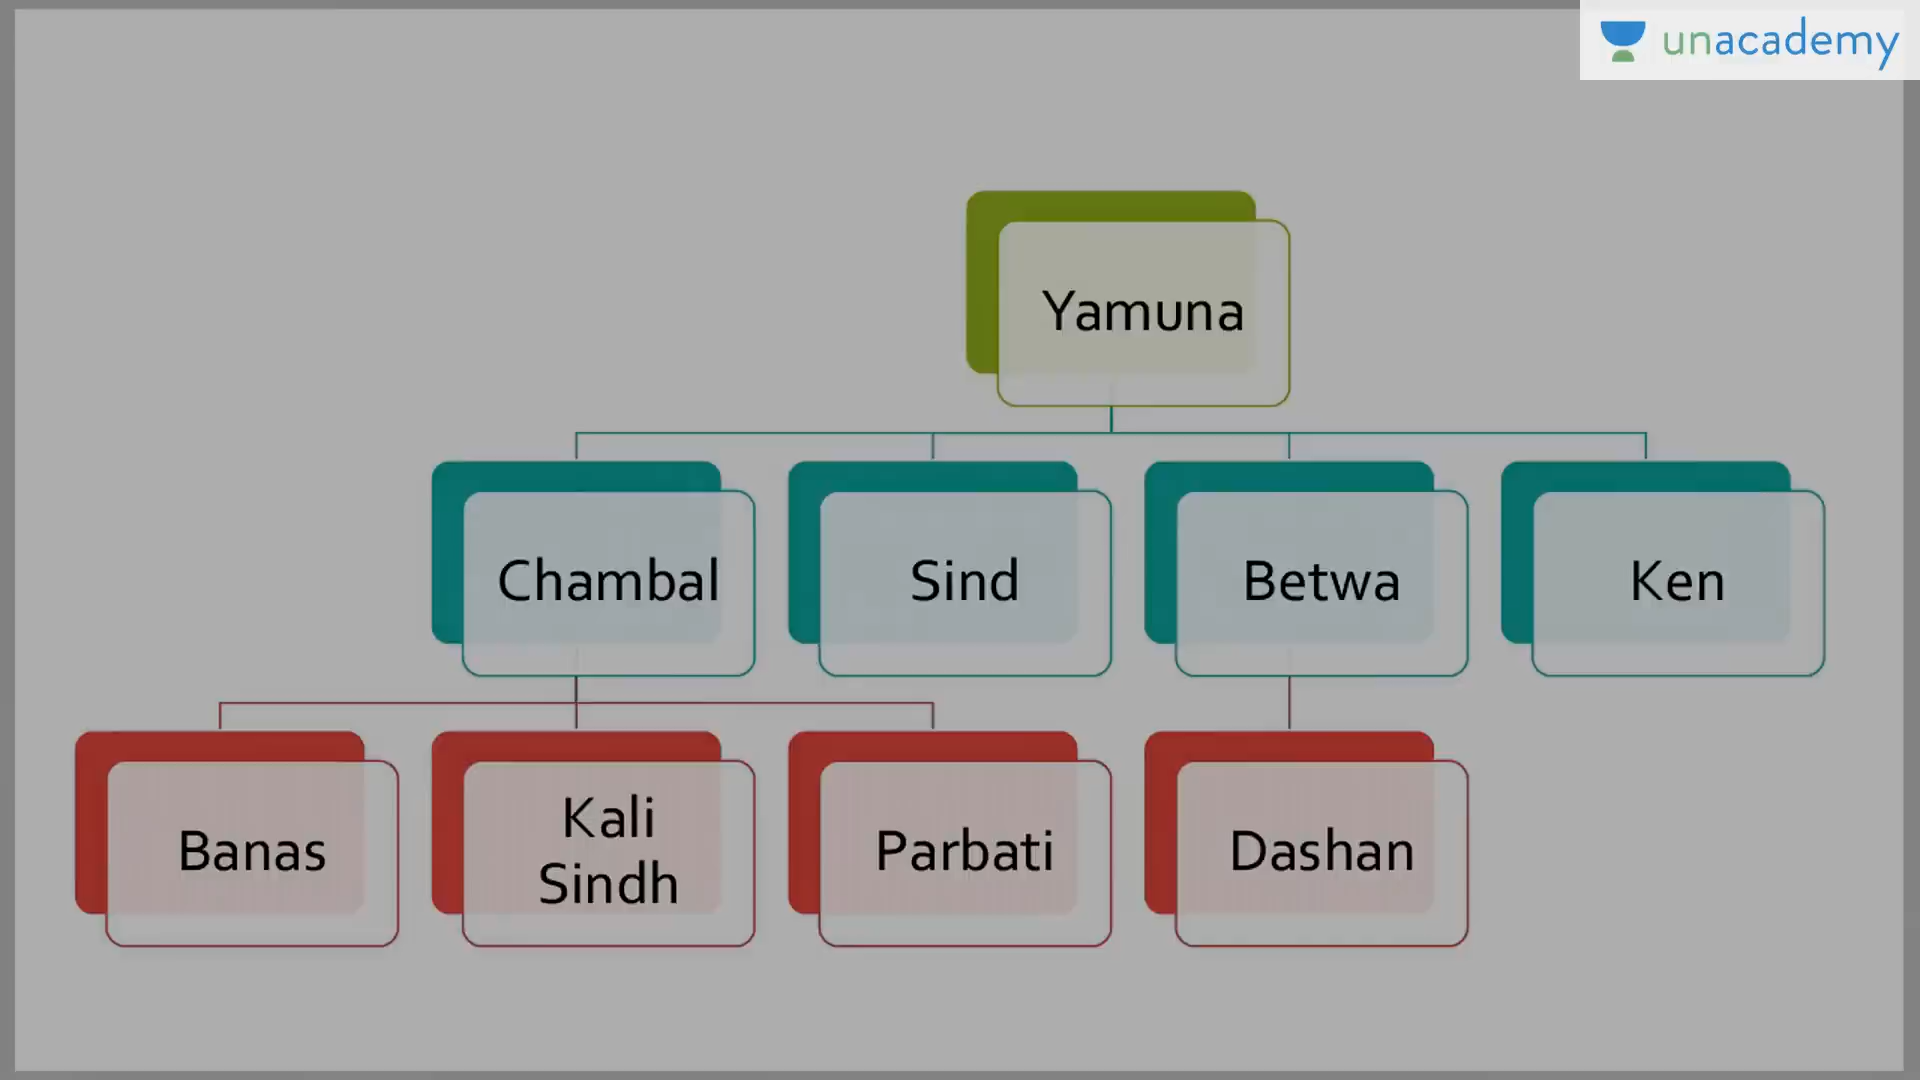 unacademy
Yamuna
Chambal
Sind
Betwa
Ken
Banas
Kali
Sindh
Parbati
Dashan